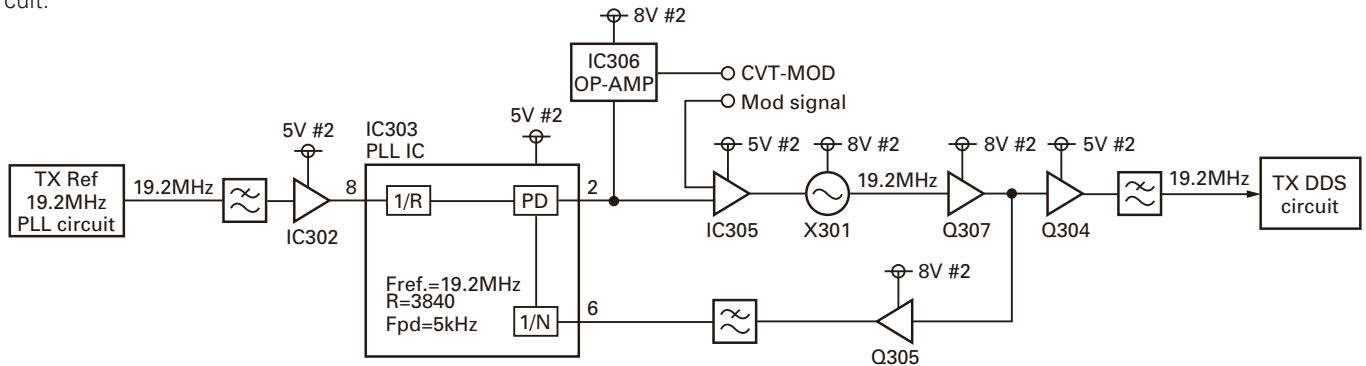 cuit.
8V #2
IC306
OP-AMP
CVT-MOD
Mod signal
5V #2
IC303
PLL IC
5V #2
5V #2
8V #2
8V #2
5V #2
TX Ref
19.2MHz
PLL circuit
19.2MHz
IC302
8
1/R
PD
2
IC305
X301
19.2MHz
Q307
Q304
19.2MHz
TX DDS
circuit
Fref.=19.2MHz
R=3840
Fpd=5kHz
1/N
6
8V #2
Q305